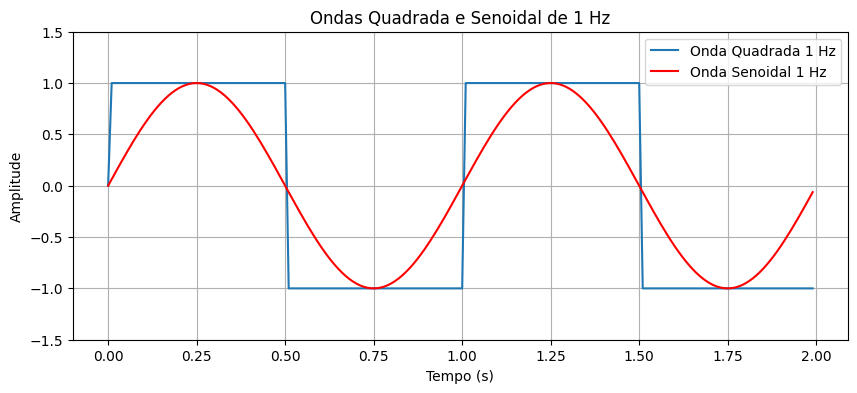 Ondas Quadrada e Senoidal de 1 Hz
Onda Quadrada 1 Hz
Onda Senoidal 1 Hz
Amplitude
1.5
1.0
0.5
0.0
−0.5
−1.0
−1.5
0.00 0.25 0.50 0.75 1.00 1.25 1.50 1.75 2.00
Tempo (s)